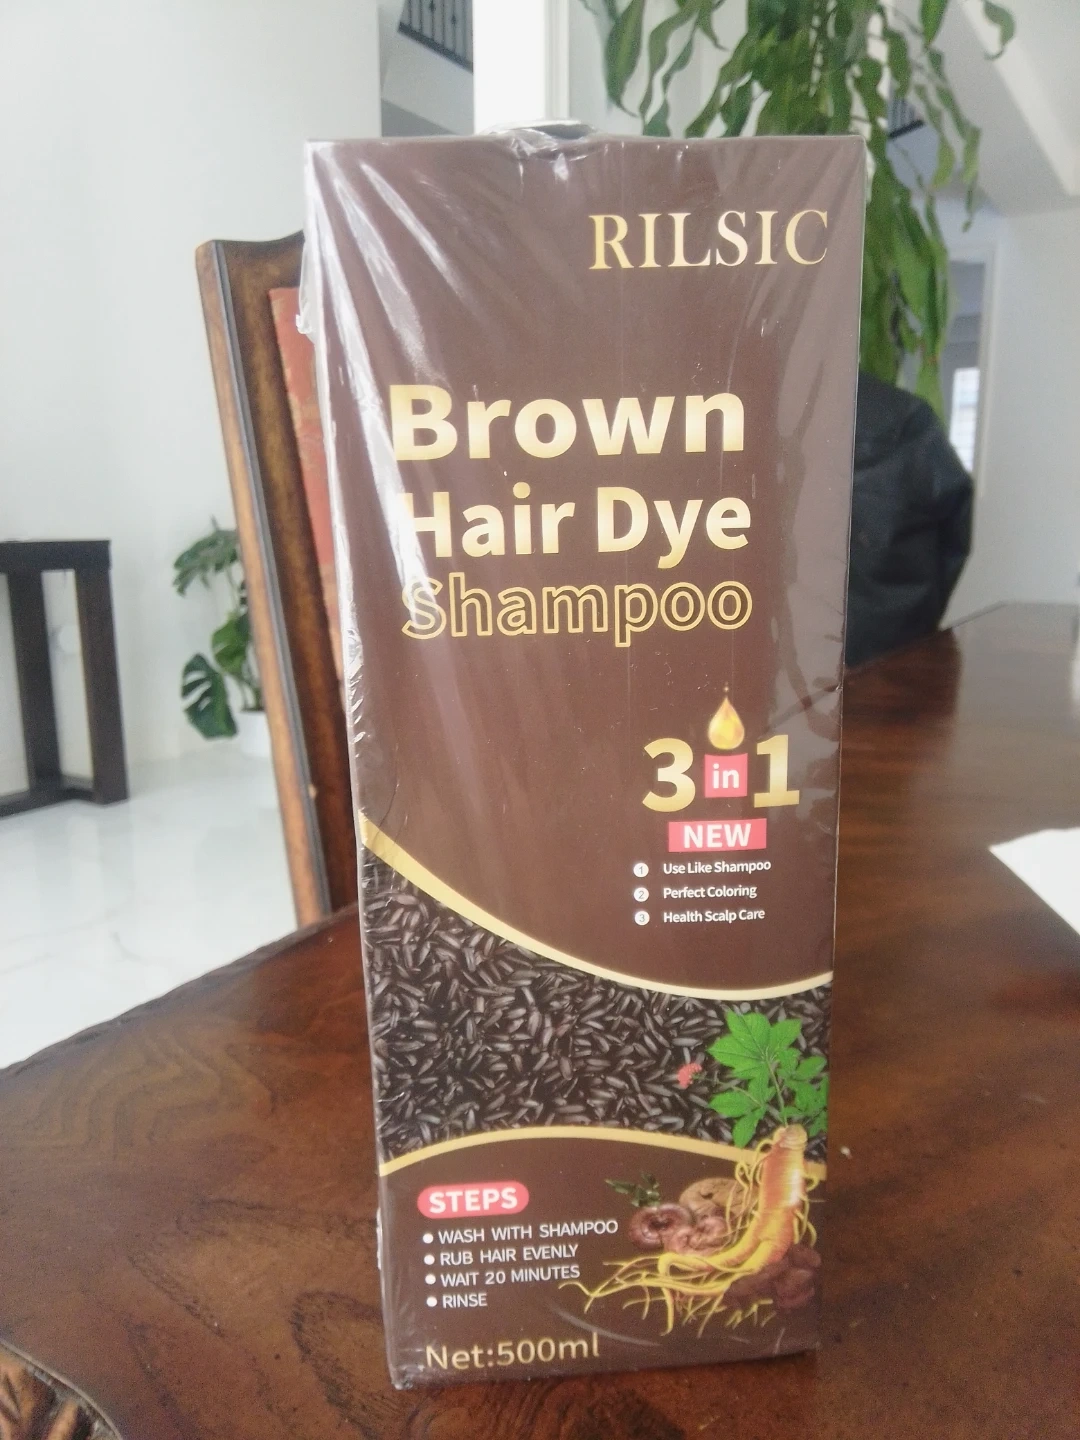 RILSIC
Brown
Hair Dye
Shampoo
3 in 1
NEW
1 Use Like Shampoo
2 Perfect Coloring
3 Health Scalp Care
STEPS
● WASH WITH SHAMPOO
● RUB HAIR EVENLY
● WAIT 20 MINUTES
● RINSE
Net:500ml